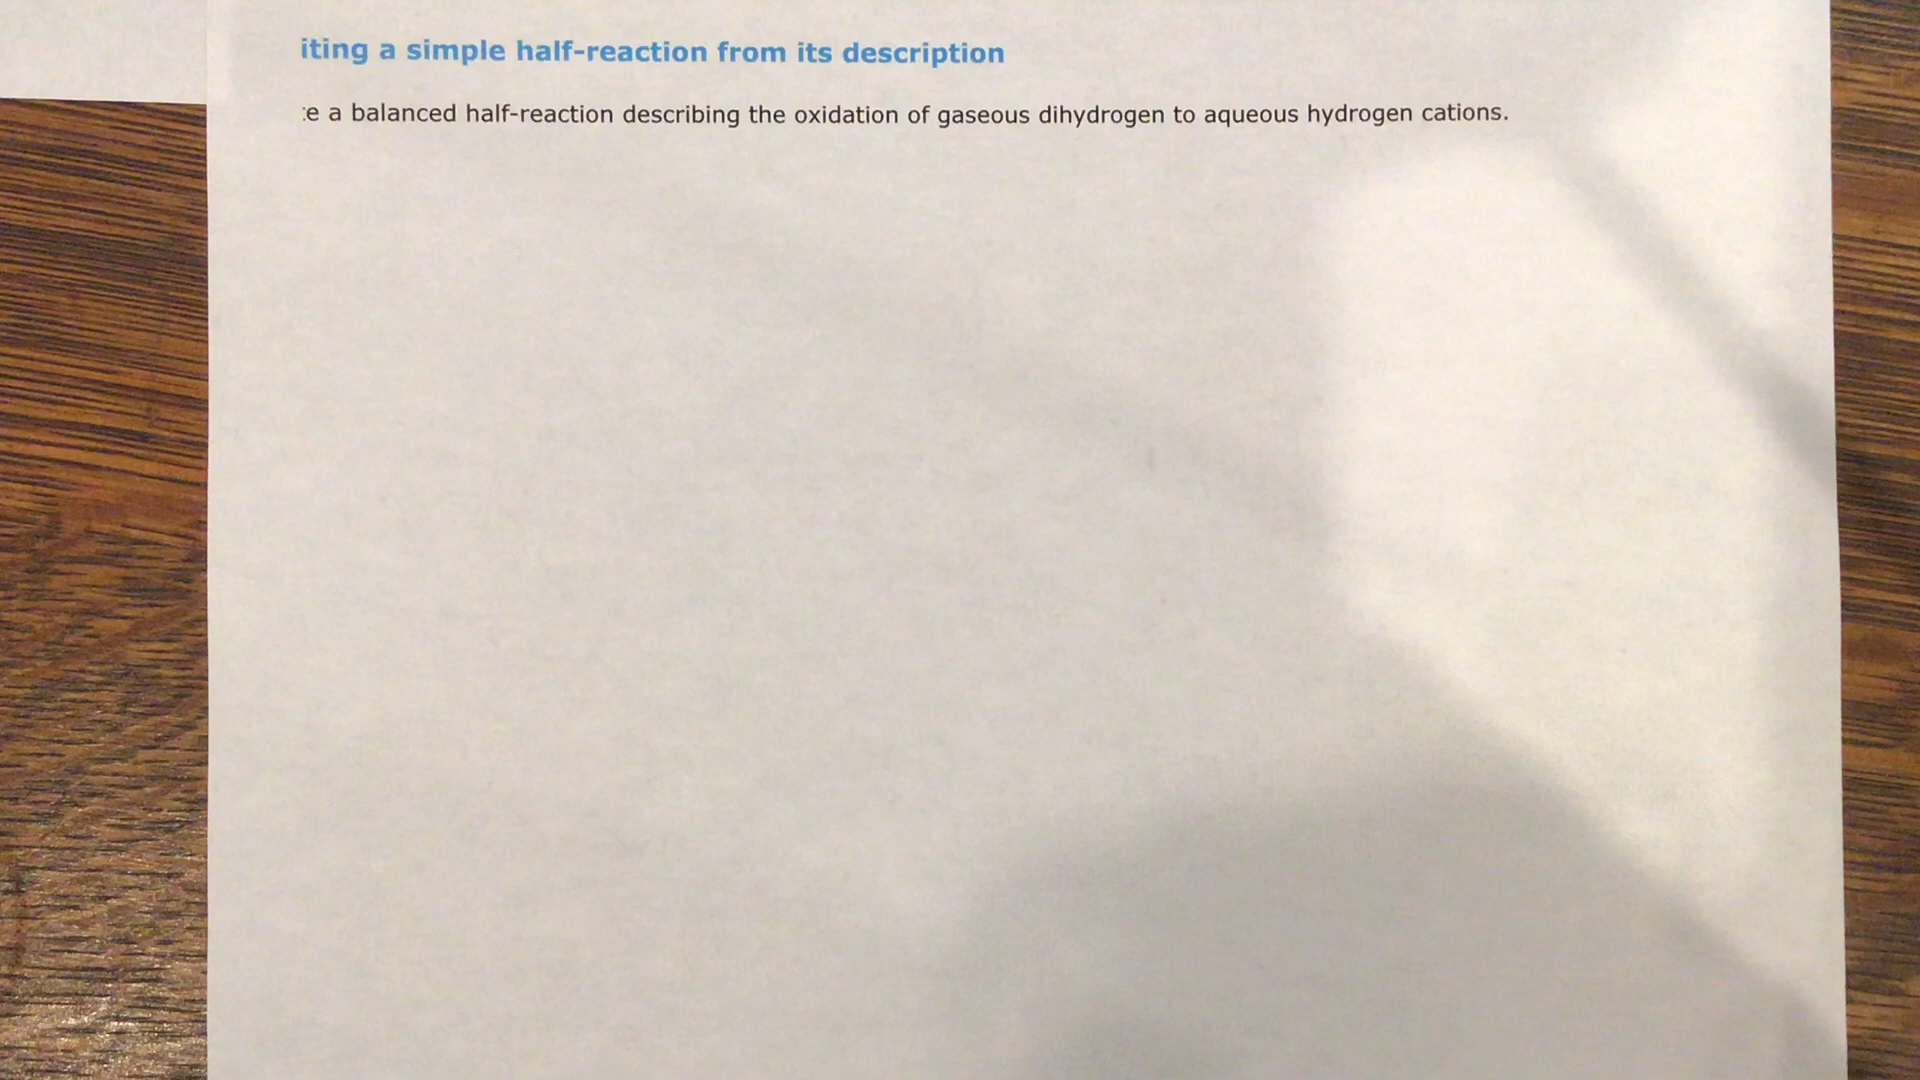 iting a simple half-reaction from its description
e a balanced half-reaction describing the oxidation of gaseous dihydrogen to aqueous hydrogen cations.